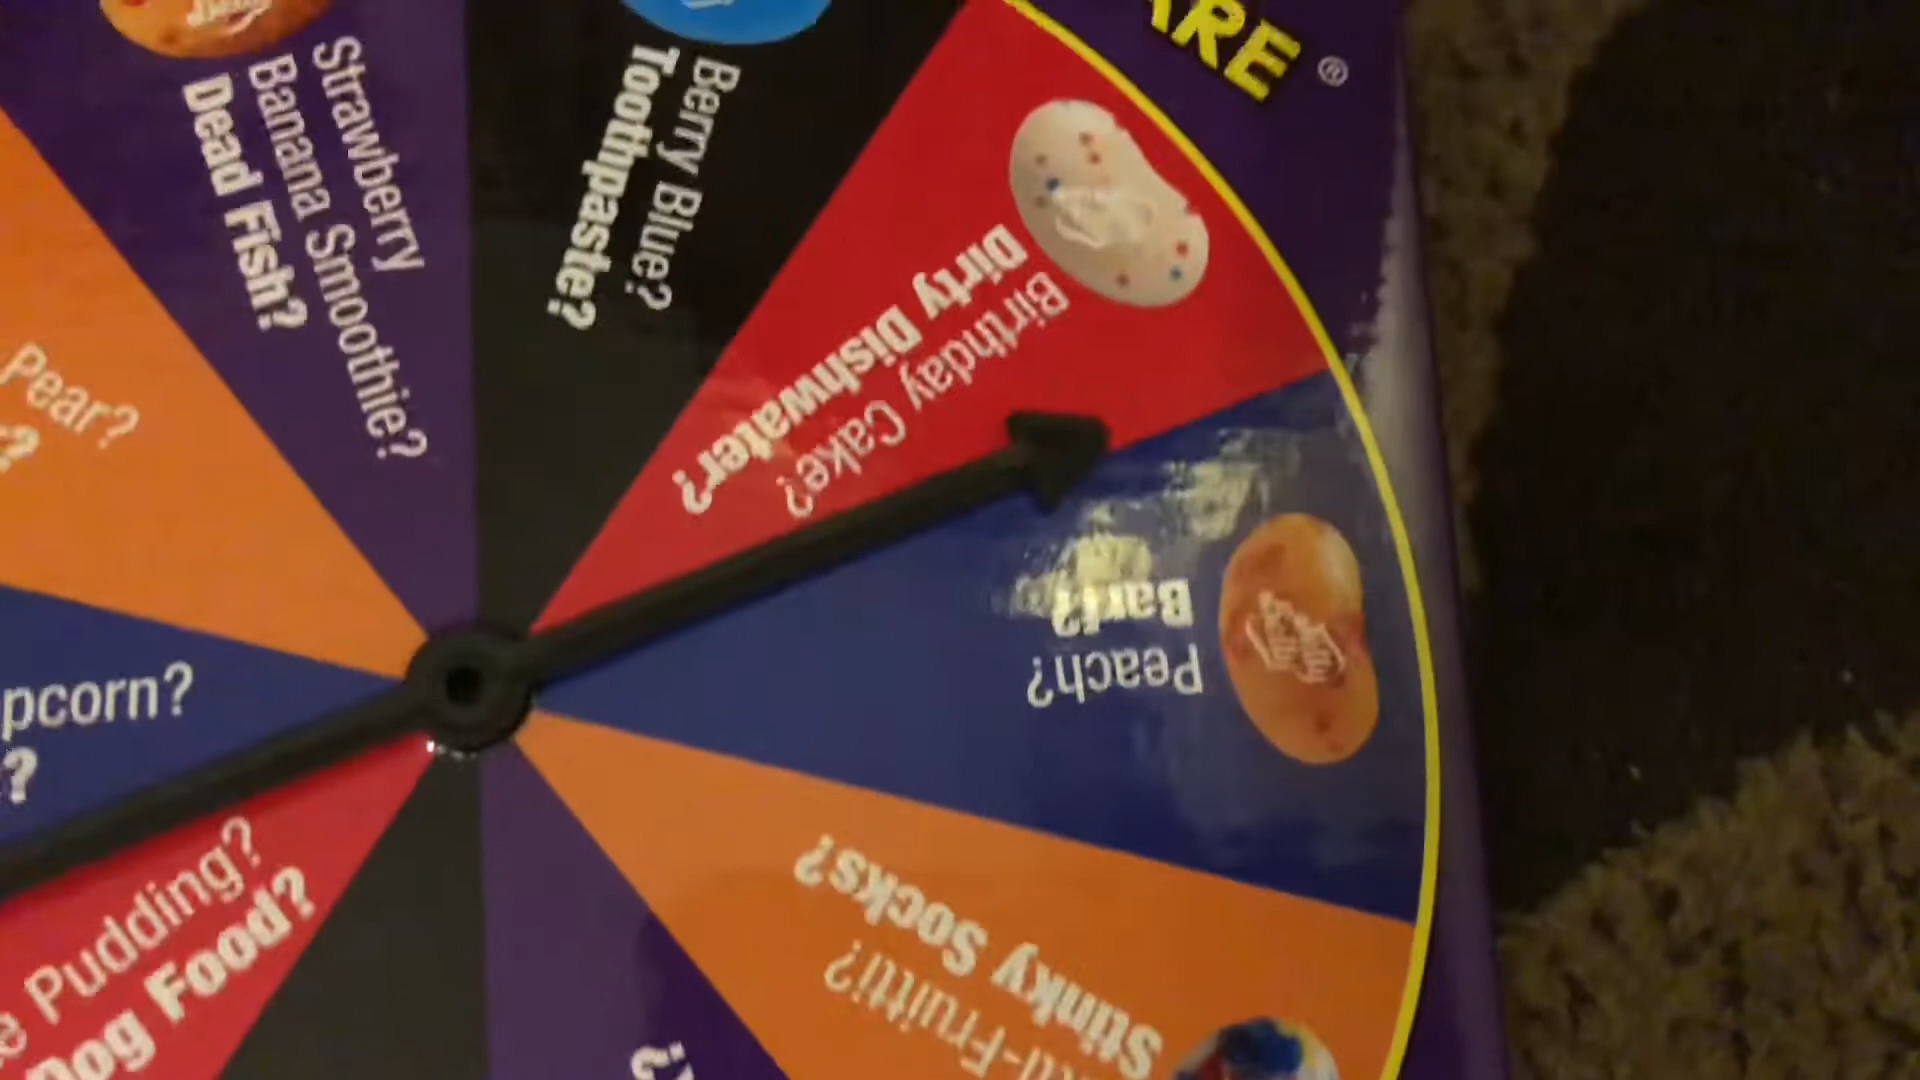 ARE ®
Strawberry
Banana Smoothie?
Dead Fish?
Berry Blue?
Toothpaste?
Birthday Cake?
Dirty Dishwater?
Peach?
Barf?
Stinky Socks?
Pear?
pcorn?
?
Pudding?
Dog Food?